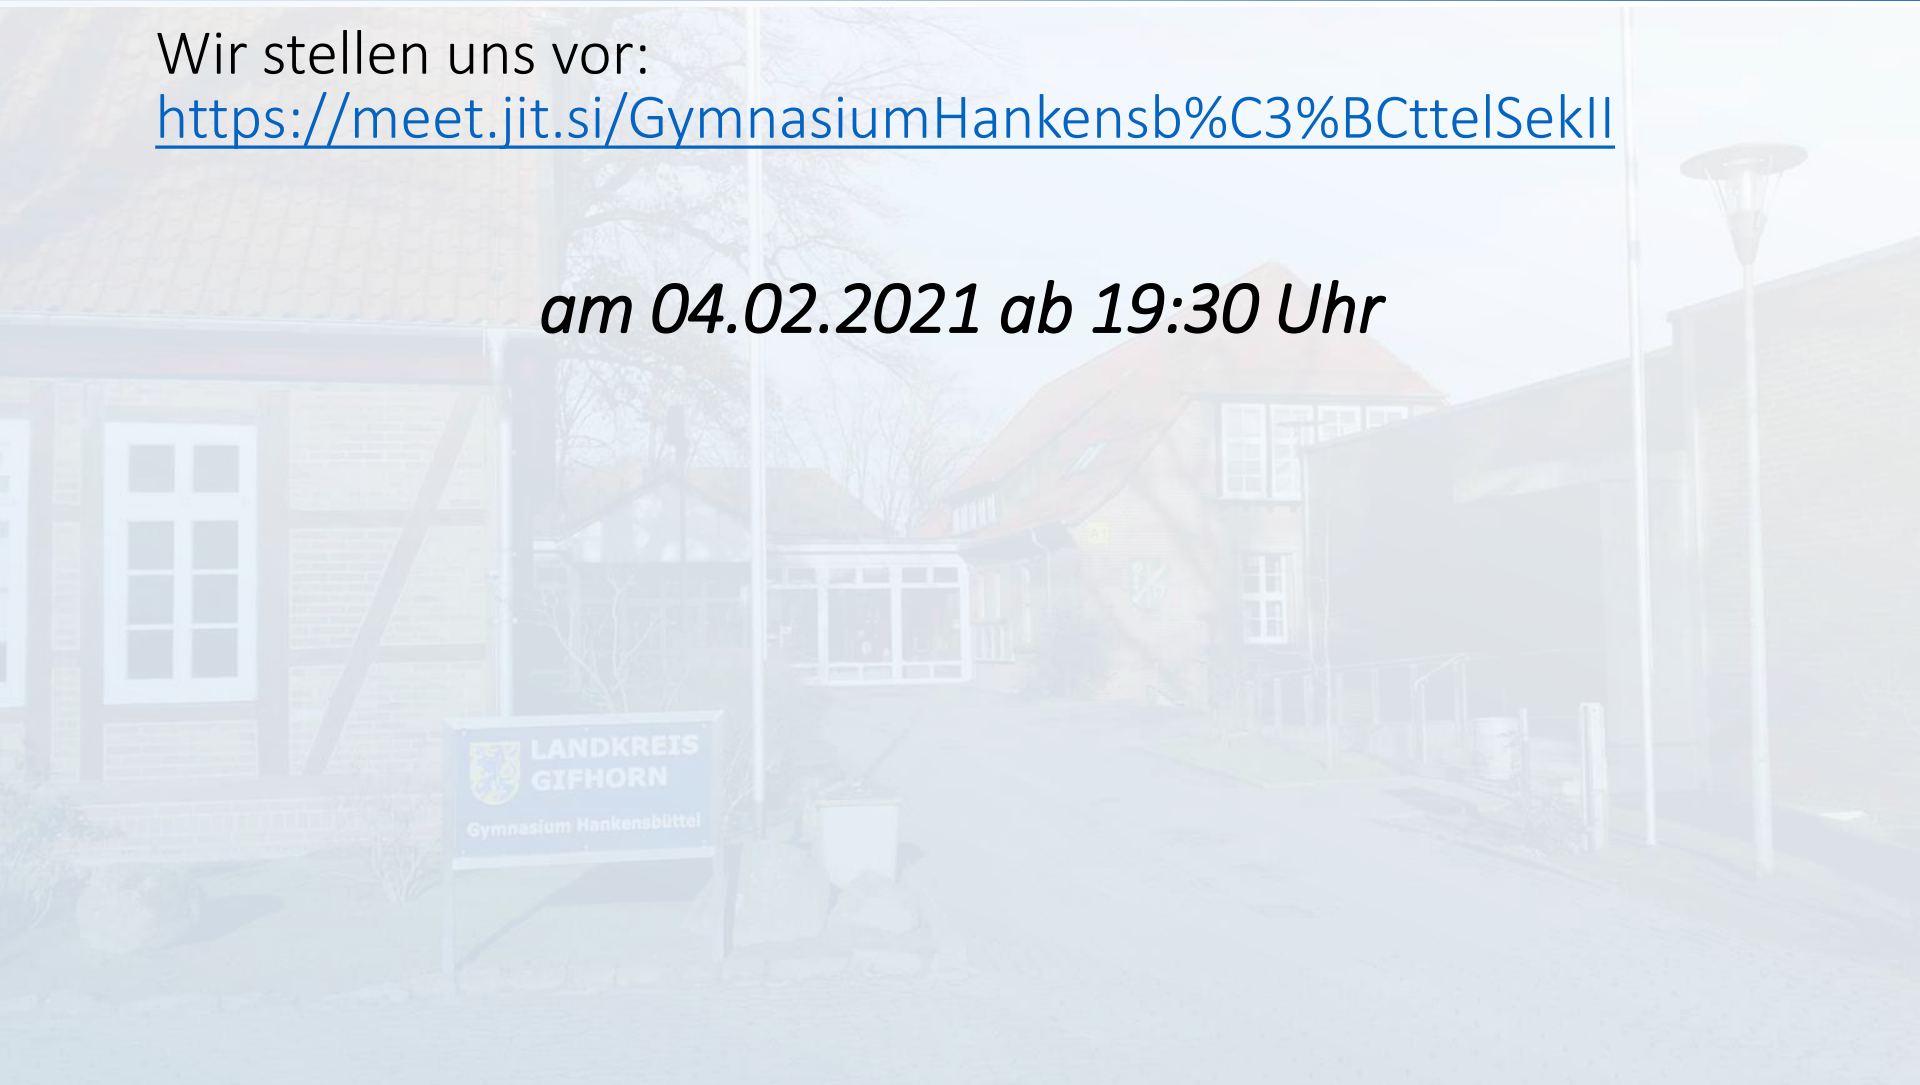 Wir stellen uns vor:
https://meet.jit.si/GymnasiumHankensb%C3%BCttelSekII
am 04.02.2021 ab 19:30 Uhr
LANDKREIS
GIFHORN
Gymnasium Hankensbüttel